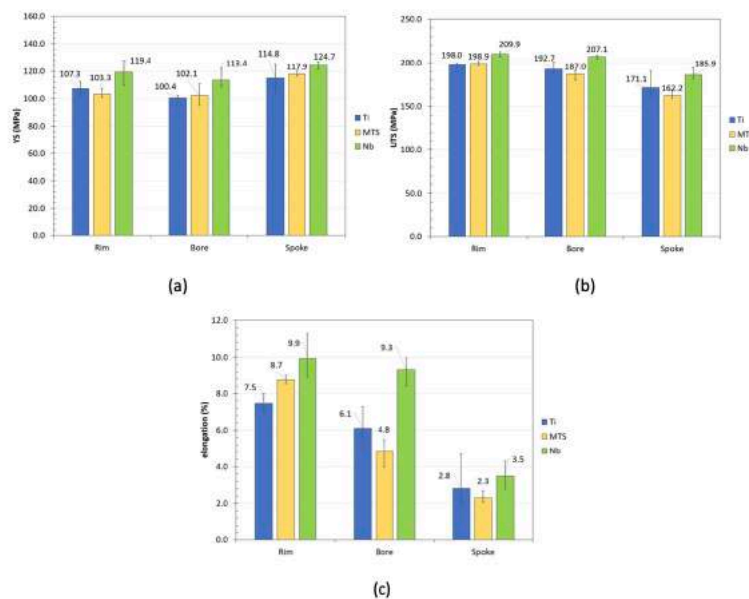 160.0
140.0
120.0
100.0
80.0
60.0
40.0
20.0
0.0
YS (MPa)
107.3
103.3
119.4
100.4
102.1
113.4
114.8
117.9
124.7
Rim
Bore
Spoke
Ti
MTS
Nb
(a)
250.0
200.0
150.0
100.0
50.0
0.0
UTS (MPa)
198.0
198.9
209.9
192.7
187.0
207.1
171.1
162.2
185.9
Rim
Bore
Spoke
Ti
MT
Nb
(b)
12.0
10.0
8.0
6.0
4.0
2.0
0.0
elongation (%)
7.5
8.7
9.9
6.1
4.8
9.3
2.8
2.3
3.5
Rim
Bore
Spoke
Ti
MTS
Nb
(c)